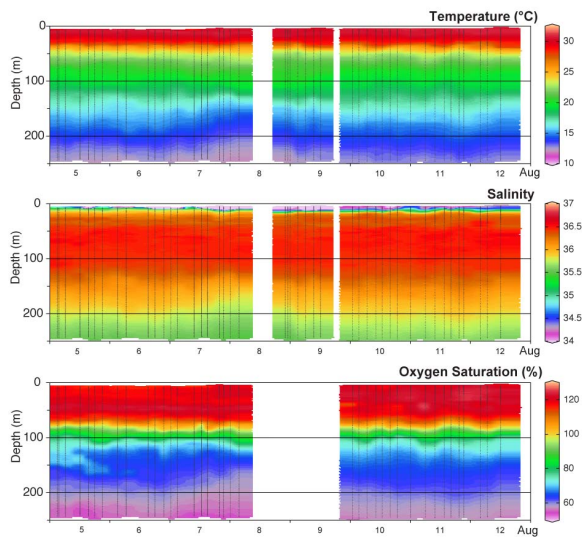 Temperature (°C)
0
100
200
Depth (m)
30
25
20
15
10
5 6 7 8 9 10 11 12 Aug
Salinity
0
100
200
Depth (m)
37
36.5
36
35.5
35
34.5
34
5 6 7 8 9 10 11 12 Aug
Oxygen Saturation (%)
0
100
200
Depth (m)
120
100
80
60
5 6 7 8 9 10 11 12 Aug